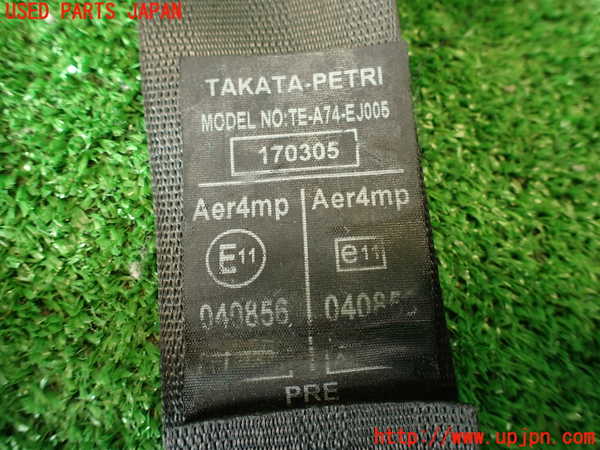 USED PARTS JAPAN
TAKATA-PETRI
MODEL NO:TE-A74-EJ005
170305
Aer4mp Aer4mp
E11 e11
040856
PRE
http://www.upjpn.com